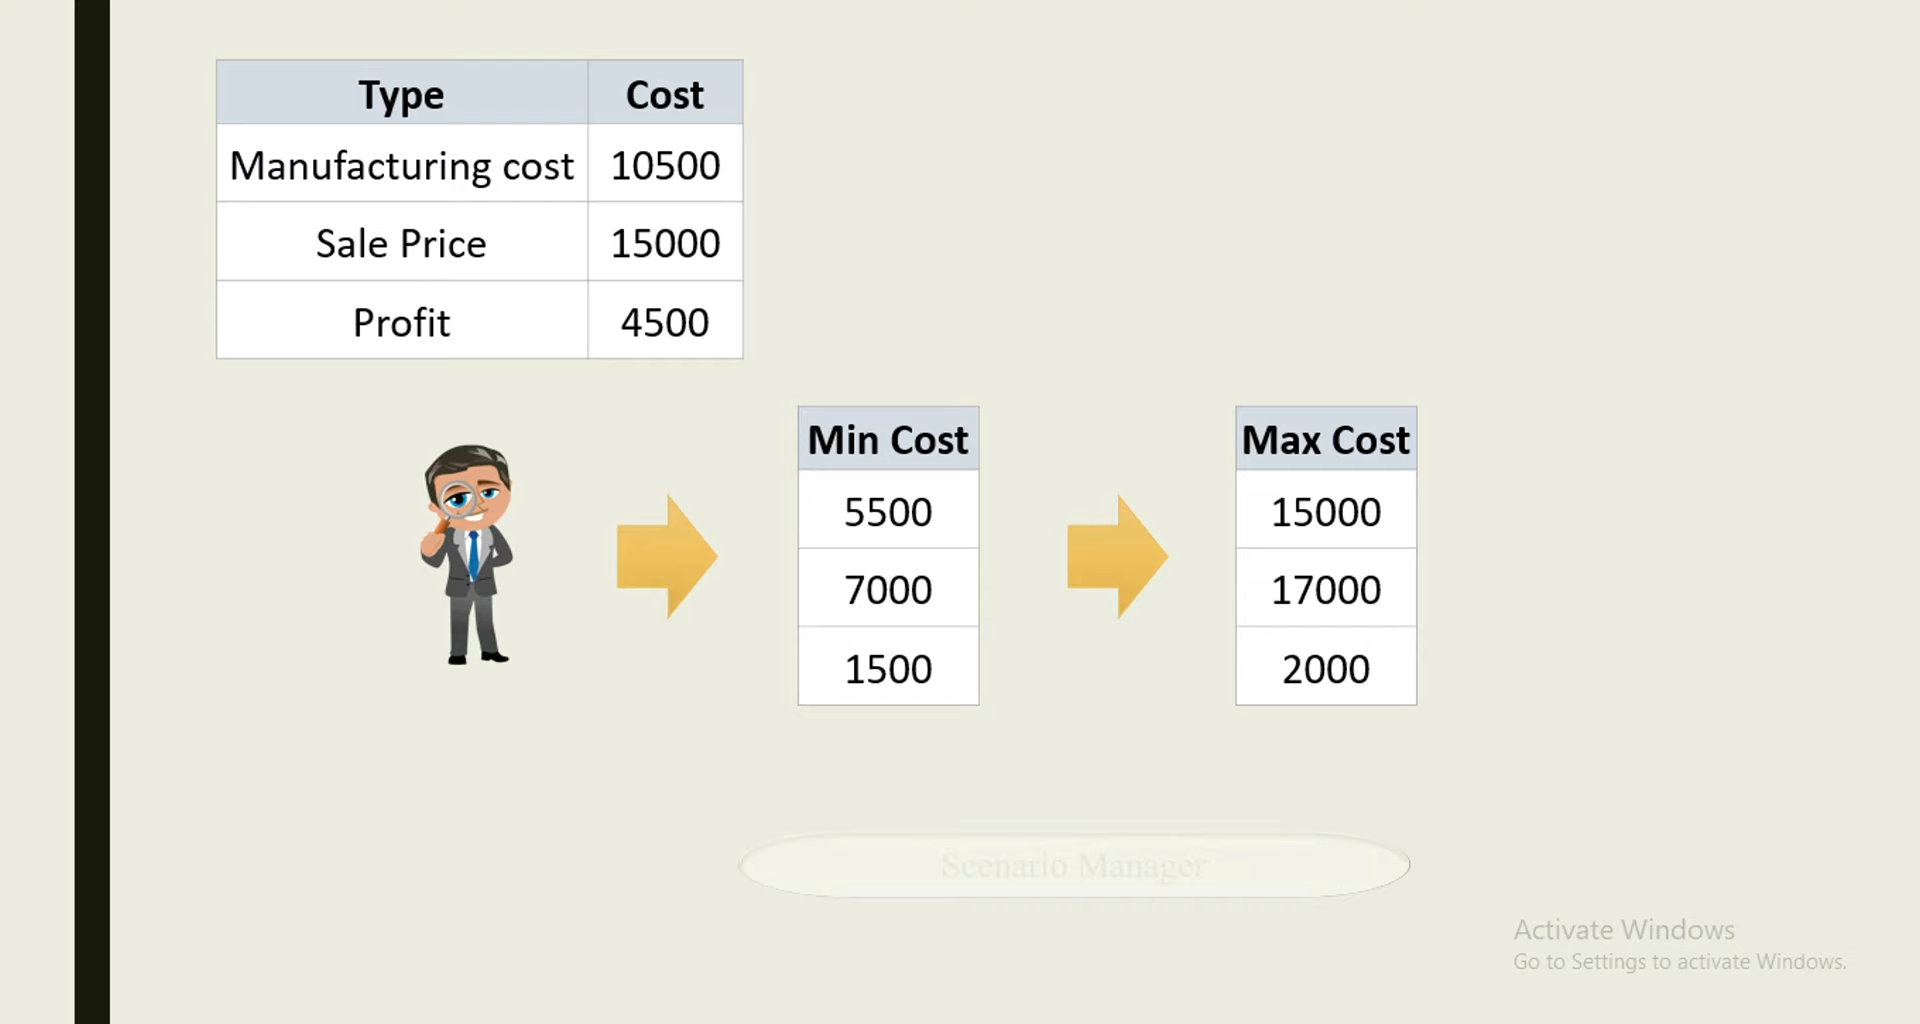 Type Cost
Manufacturing cost 10500
Sale Price 15000
Profit 4500
Min Cost
5500
7000
1500
Max Cost
15000
17000
2000
Scenario Manager
Activate Windows
Go to Settings to activate Windows.